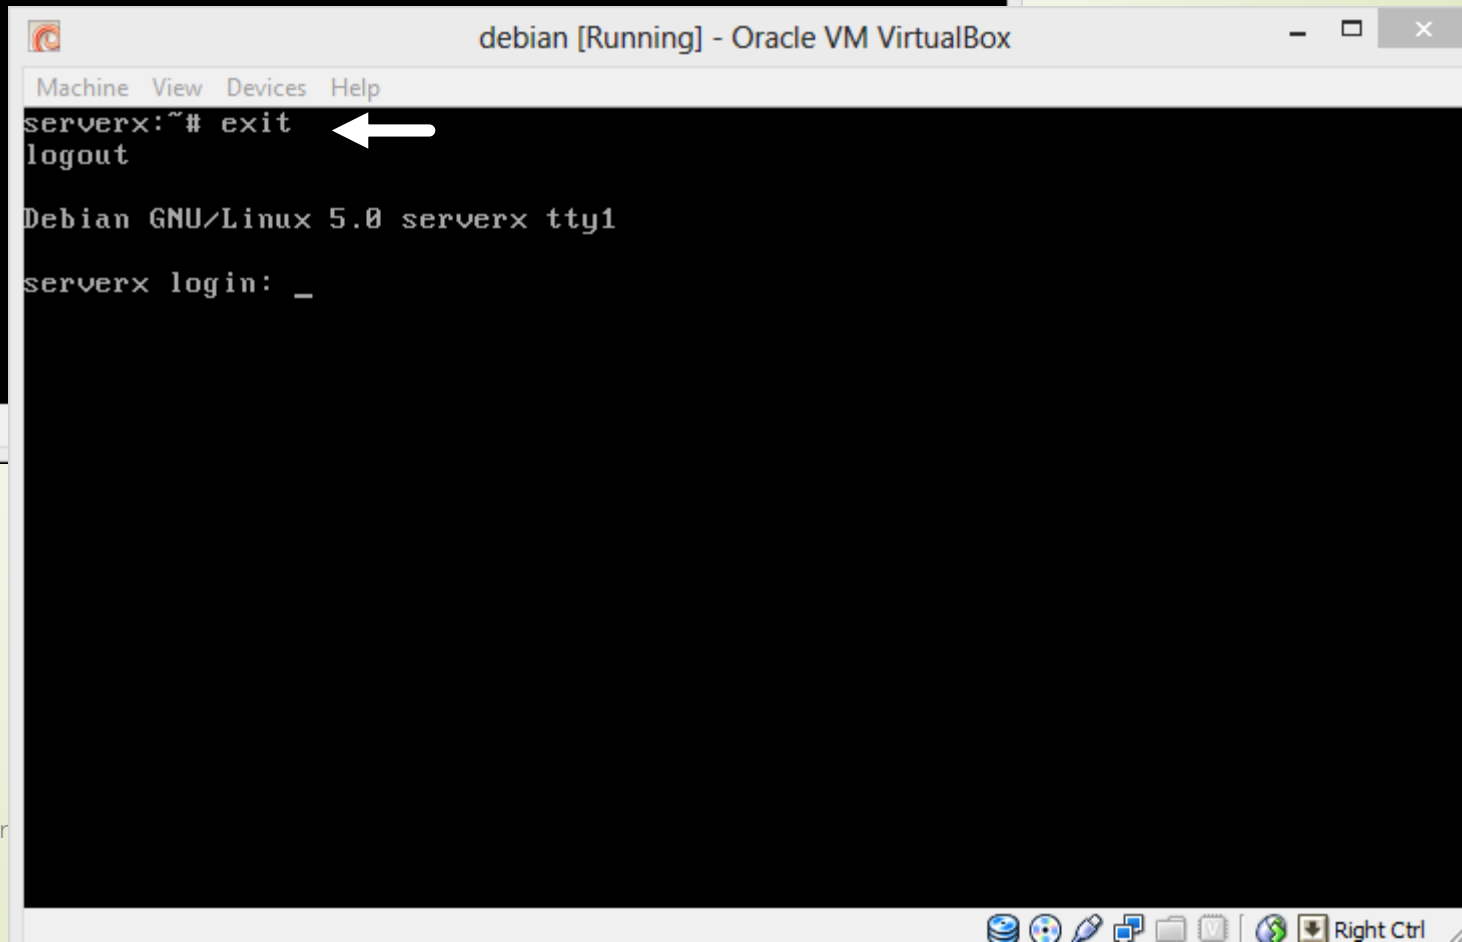 debian [Running] - Oracle VM VirtualBox
Machine View Devices Help
serverx:~# exit
logout
Debian GNU/Linux 5.0 serverx tty1
serverx login: _
Right Ctrl